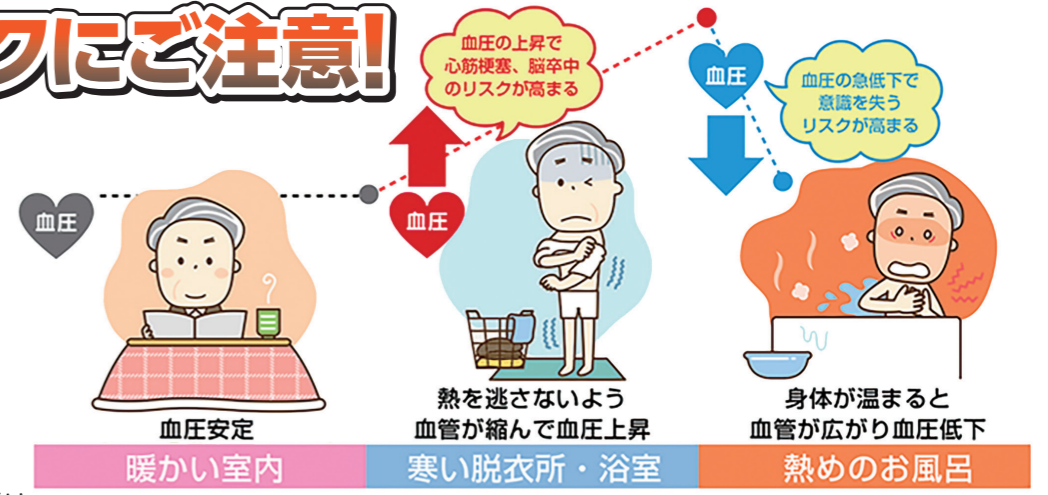 クにご注意!
血圧の上昇で
心筋梗塞、脳卒中
のリスクが高まる
血圧
血圧の急低下で
意識を失う
リスクが高まる
血圧
血圧
血圧安定
熱を逃さないよう
血管が縮んで血圧上昇
身体が温まると
血管が広がり血圧低下
暖かい室内
寒い脱衣所・浴室
熱めのお風呂